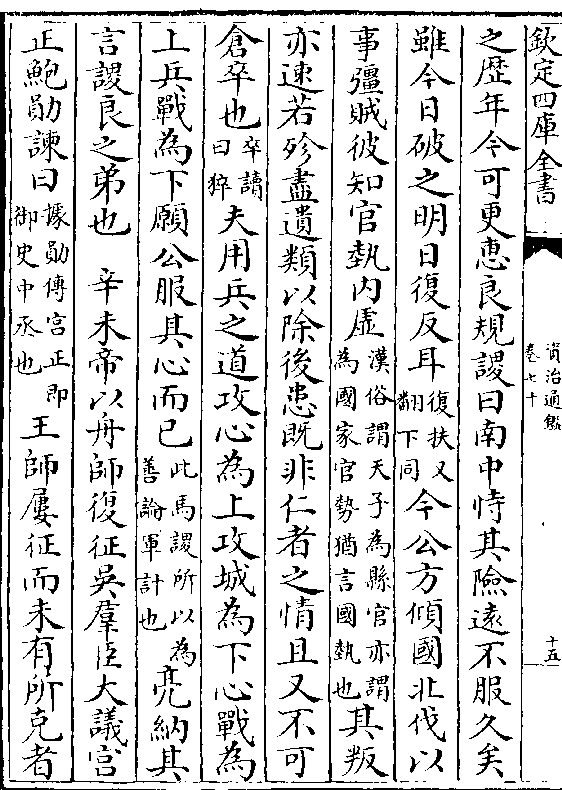 欽定四庫全書
資治通鑑
卷七十
十五
之歴年今可更惠良規謖曰南中恃其險遠不服久矣
雖今日破之明日復反耳復扶又翻下同今公方傾國北伐以
事彊賊彼知官埶内虚漢俗謂天子為縣官亦謂為國家官勢猶言國埶也其叛
亦速若殄盡遺類以除後患既非仁者之情且又不可
倉卒也卒讀曰猝夫用兵之道攻心為上攻城為下心戰為
上兵戰為下願公服其心而已此馬謖所以為善論軍計也亮納其
言謖良之弟也　辛未帝以舟師復征吳羣臣大議宫
正鮑勛諫曰據勛傳宫正即御史中丞也王師屢征而未有所克者